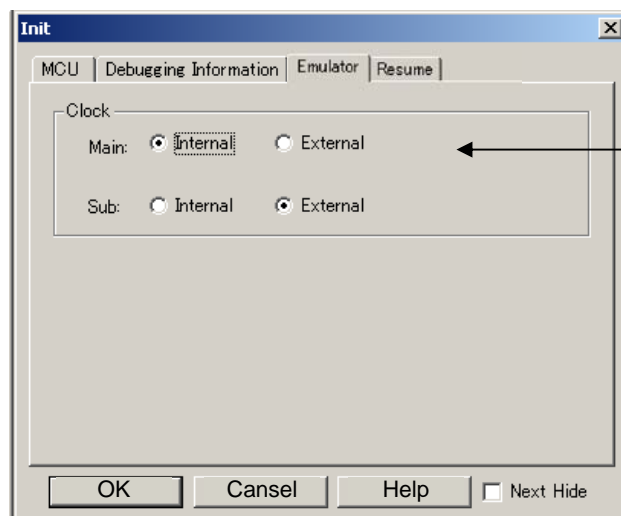 Init
MCU Debugging Information Emulator Resume
Clock
Main: Internal External
Sub: Internal External
OK Cansel Help Next Hide